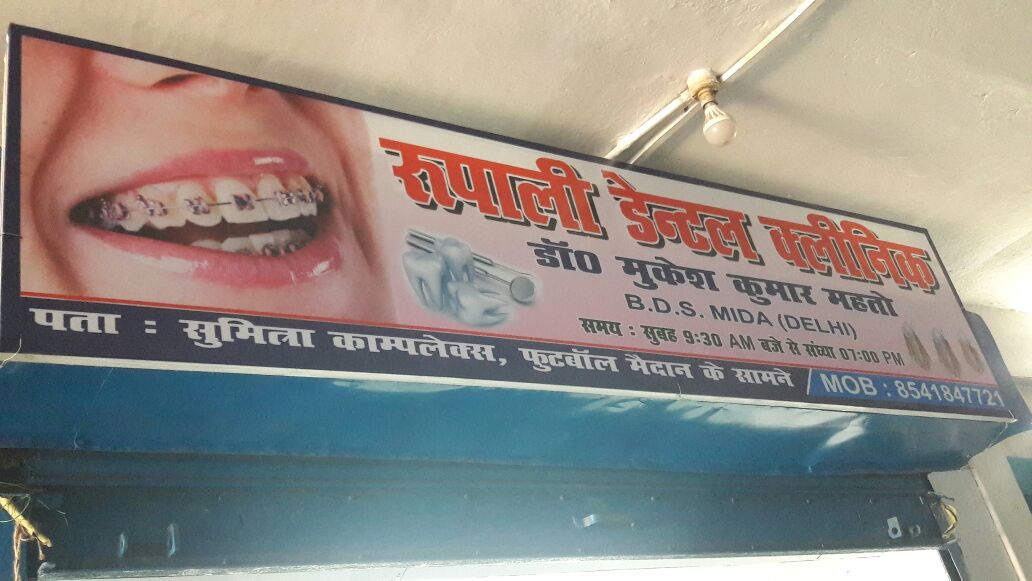 रूपाली डेन्टल क्लीनिक
डॉ० मुकेश कुमार महतो
B.D.S. MIDA (DELHI)
समय : सुबह 9:30 AM बजे से संध्या 07:00 PM
पता : सुमित्रा काम्पलेक्स, फुटबॉल मैदान के सामने
MOB : 8541847721